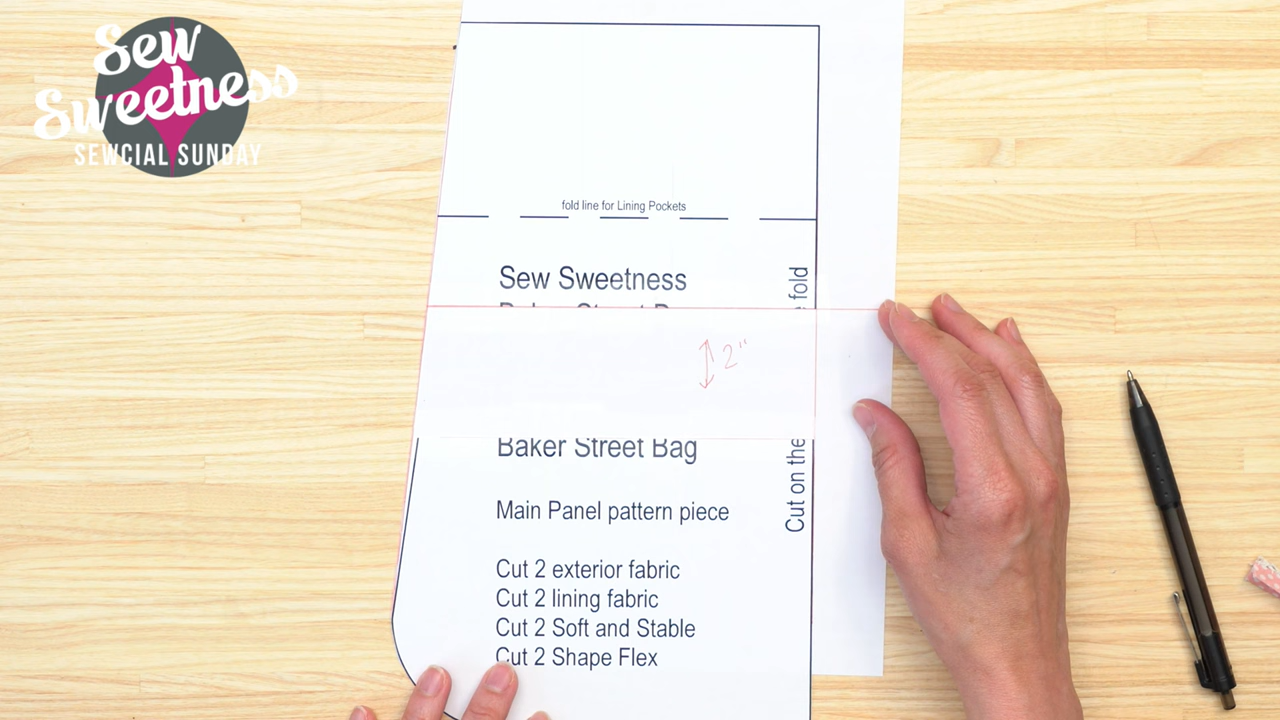 Sew
Sweetness
SEWCIAL SUNDAY
fold line for Lining Pockets
Sew Sweetness
fold
2"
Baker Street Bag
Cut on the
Main Panel pattern piece
Cut 2 exterior fabric
Cut 2 lining fabric
Cut 2 Soft and Stable
Cut 2 Shape Flex